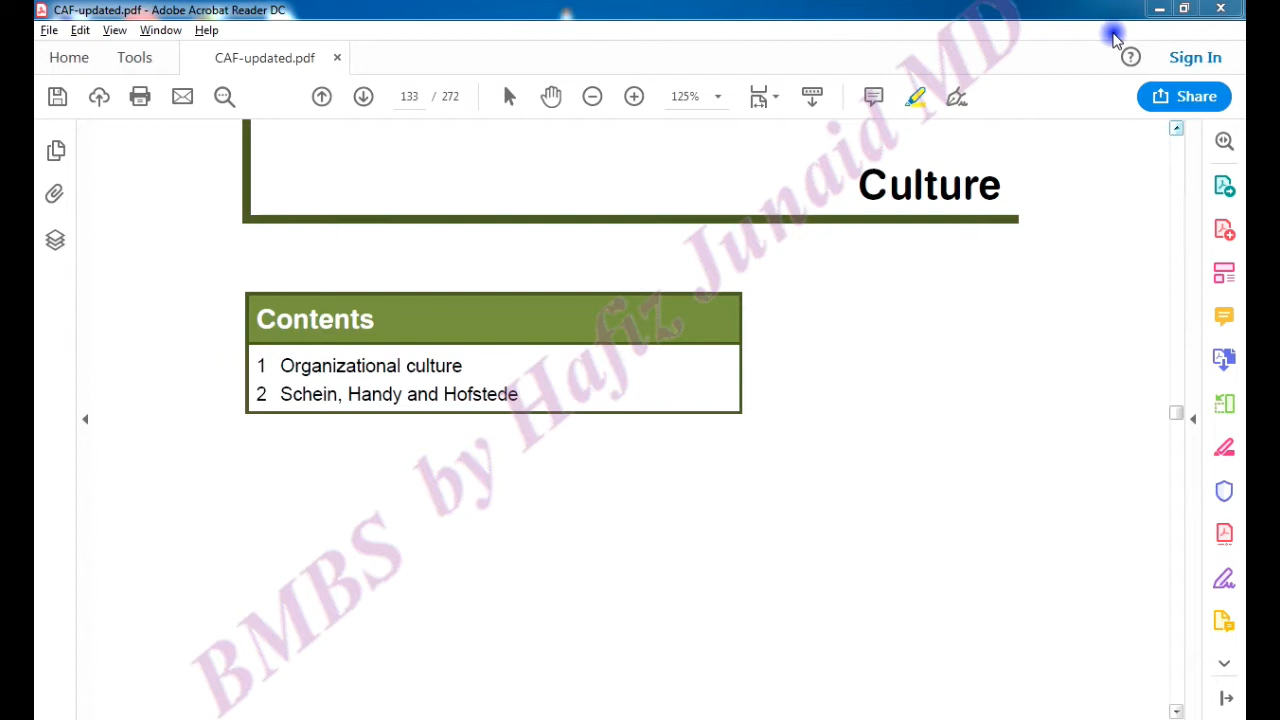 CAF-updated.pdf - Adobe Acrobat Reader DC
File Edit View Window Help
Home Tools CAF-updated.pdf × Sign In
133 / 272 125% Share
Culture
Contents
1 Organizational culture
2 Schein, Handy and Hofstede
BMBS by Hafiz Junaid MD